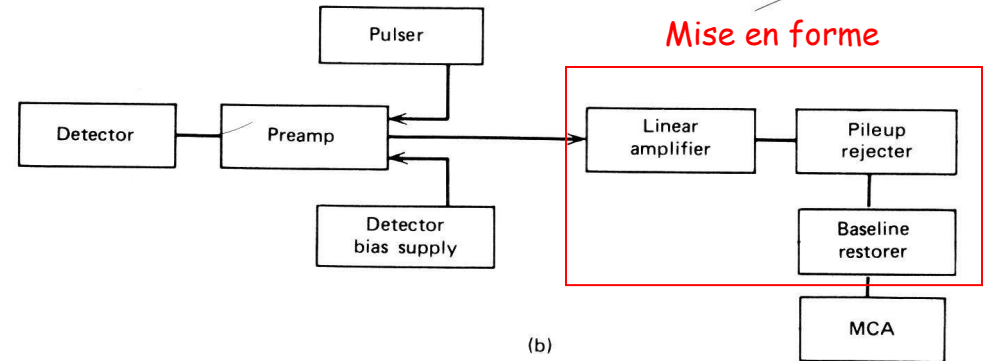 Pulser
Mise en forme
Detector
Preamp
Linear
amplifier
Pileup
rejecter
Detector
bias supply
Baseline
restorer
MCA
(b)